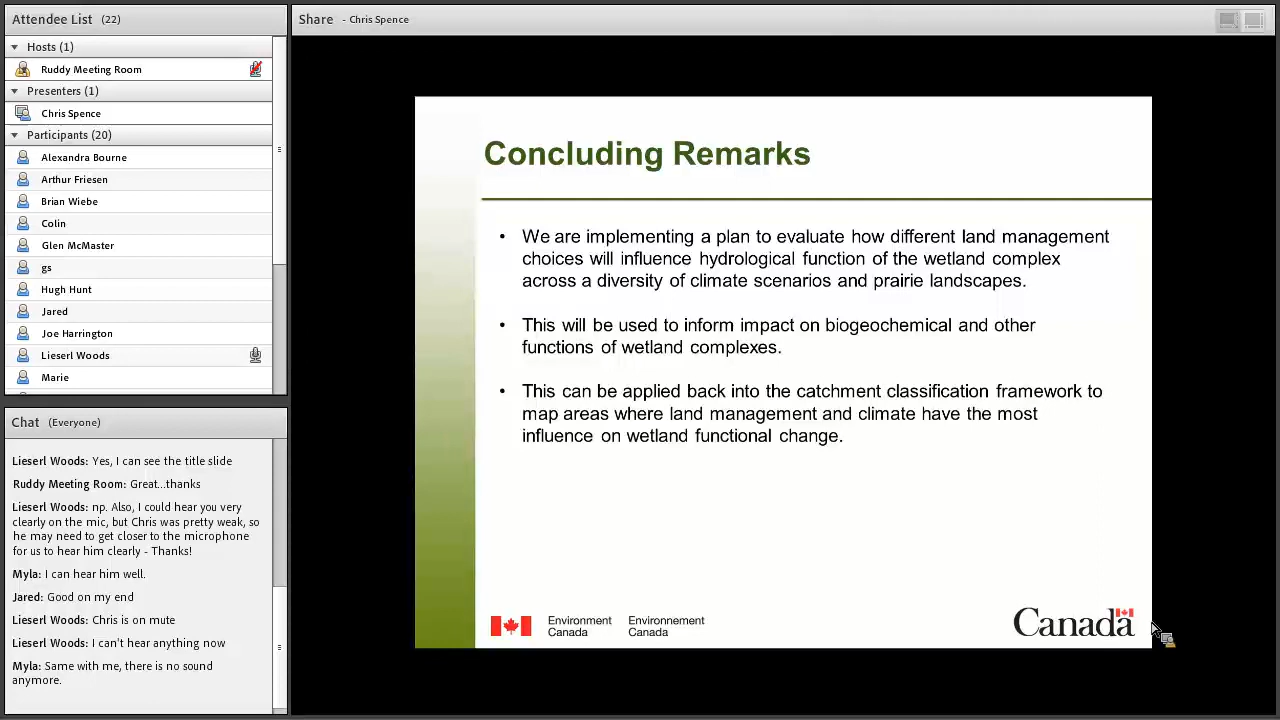 Attendee List (22)
Hosts (1)
Ruddy Meeting Room
Presenters (1)
Chris Spence
Participants (20)
Alexandra Bourne
Arthur Friesen
Brian Wiebe
Colin
Glen McMaster
gs
Hugh Hunt
Jared
Joe Harrington
Lieserl Woods
Marie
Chat (Everyone)
Lieserl Woods: Yes, I can see the title slide
Ruddy Meeting Room: Great...thanks
Lieserl Woods: np. Also, I could hear you very
clearly on the mic, but Chris was pretty weak, so
he may need to get closer to the microphone
for us to hear him clearly - Thanks!
Myla: I can hear him well.
Jared: Good on my end
Lieserl Woods: Chris is on mute
Lieserl Woods: I can't hear anything now
Myla: Same with me, there is no sound
anymore.
Share - Chris Spence
Concluding Remarks
• We are implementing a plan to evaluate how different land management
choices will influence hydrological function of the wetland complex
across a diversity of climate scenarios and prairie landscapes.
• This will be used to inform impact on biogeochemical and other
functions of wetland complexes.
• This can be applied back into the catchment classification framework to
map areas where land management and climate have the most
influence on wetland functional change.
Environment Environnement
Canada Canada
Canada